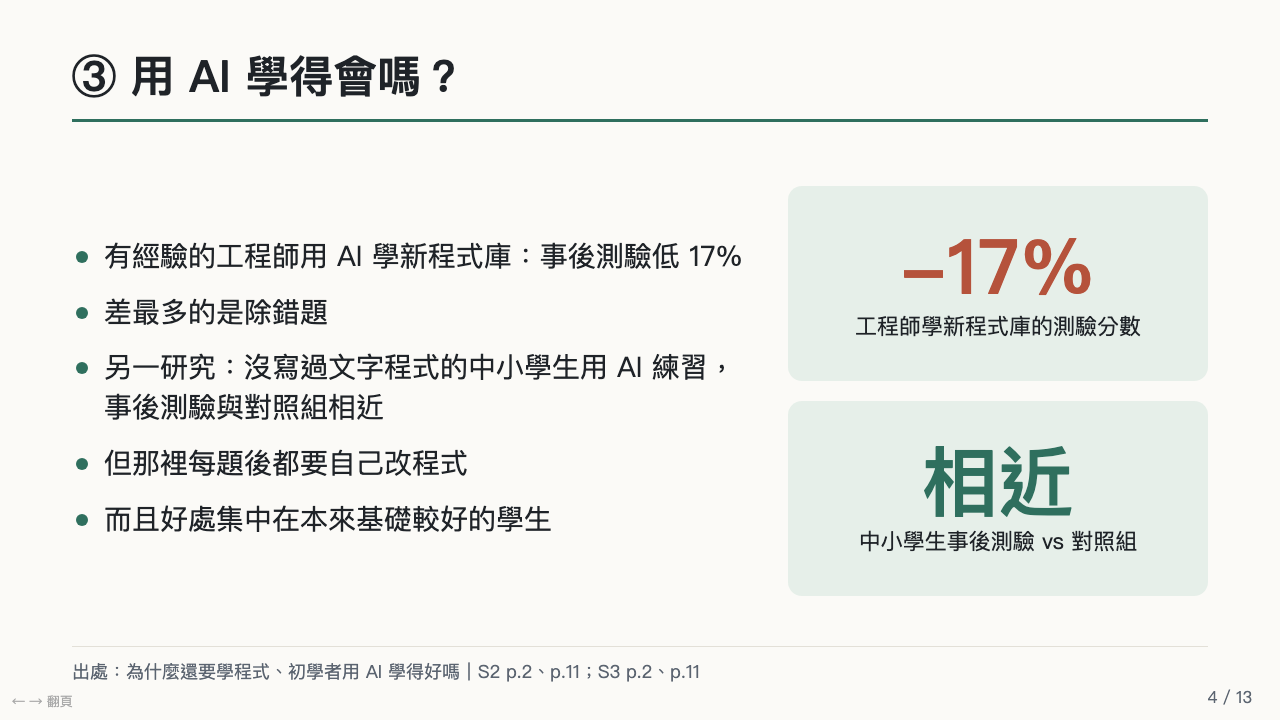 ③ 用 AI 學得會嗎？
有經驗的工程師用 AI 學新程式庫：事後測驗低 17%
差最多的是除錯題
另一研究：沒寫過文字程式的中小學生用 AI 練習，
事後測驗與對照組相近
但那裡每題後都要自己改程式
而且好處集中在本來基礎較好的學生
–17%
工程師學新程式庫的測驗分數
相近
中小學生事後測驗 vs 對照組
出處：為什麼還要學程式、初學者用 AI 學得好嗎｜S2 p.2、p.11；S3 p.2、p.11
← → 翻頁
4 / 13